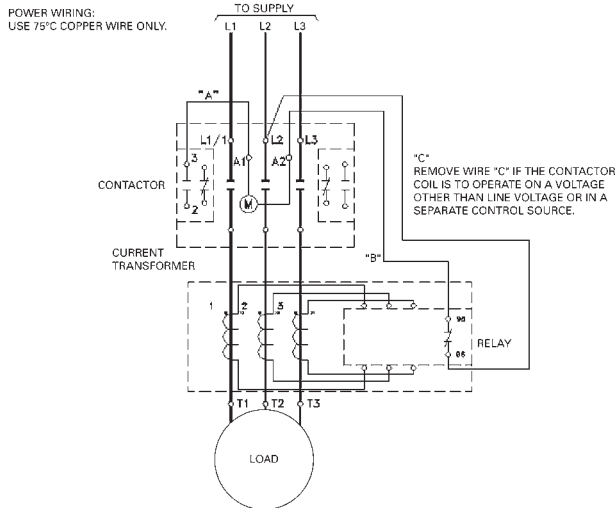 POWER WIRING:
USE 75°C COPPER WIRE ONLY.
TO SUPPLY
L1 L2 L3
"A"
L1/1 L2 L3
3 A1 A2
CONTACTOR
M
2
"C"
REMOVE WIRE "C" IF THE CONTACTOR
COIL IS TO OPERATE ON A VOLTAGE
OTHER THAN LINE VOLTAGE OR IN A
SEPARATE CONTROL SOURCE.
CURRENT
TRANSFORMER
"B"
1 2 3
RELAY
T1 T2 T3
LOAD